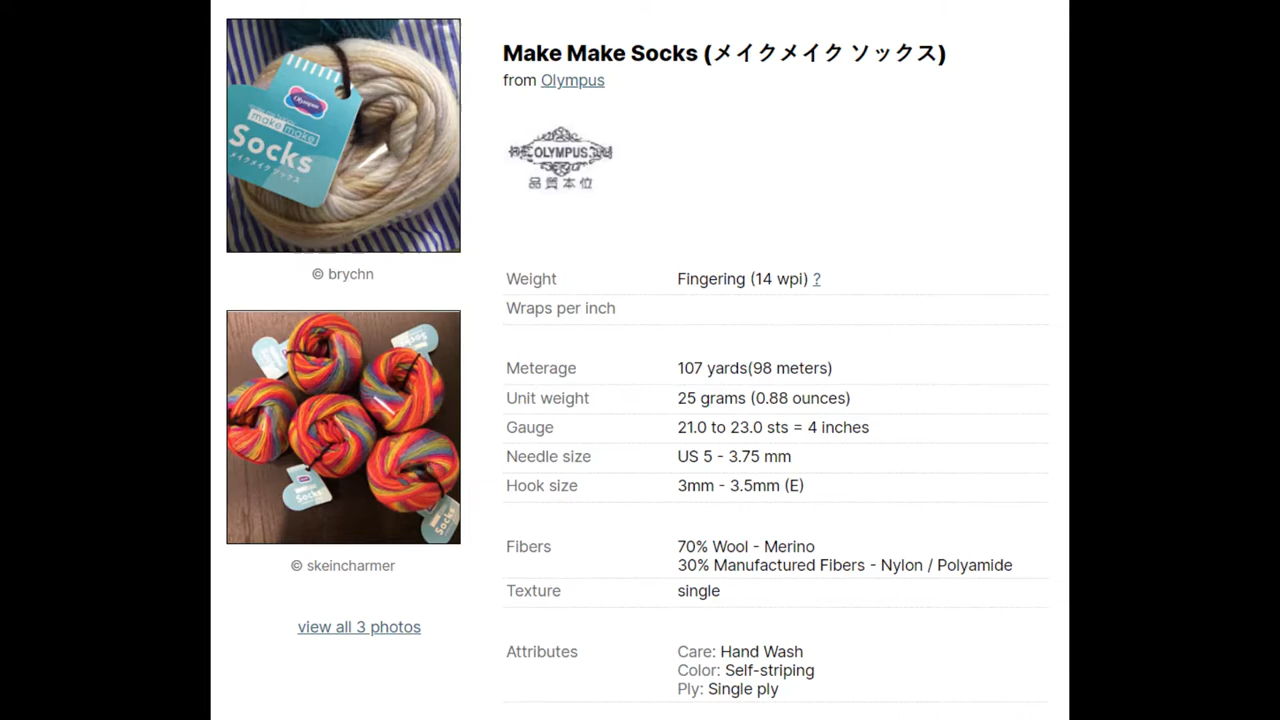 Make Make Socks (メイクメイク ソックス)
from Olympus
OLYMPUS
品質本位
Olympus
make make
Socks
メイクメイク ソックス
© brychn
Weight Fingering (14 wpi) ?
Wraps per inch
Socks
Socks
© skeincharmer
view all 3 photos
Meterage 107 yards(98 meters)
Unit weight 25 grams (0.88 ounces)
Gauge 21.0 to 23.0 sts = 4 inches
Needle size US 5 - 3.75 mm
Hook size 3mm - 3.5mm (E)
Fibers 70% Wool - Merino
30% Manufactured Fibers - Nylon / Polyamide
Texture single
Attributes Care: Hand Wash
Color: Self-striping
Ply: Single ply